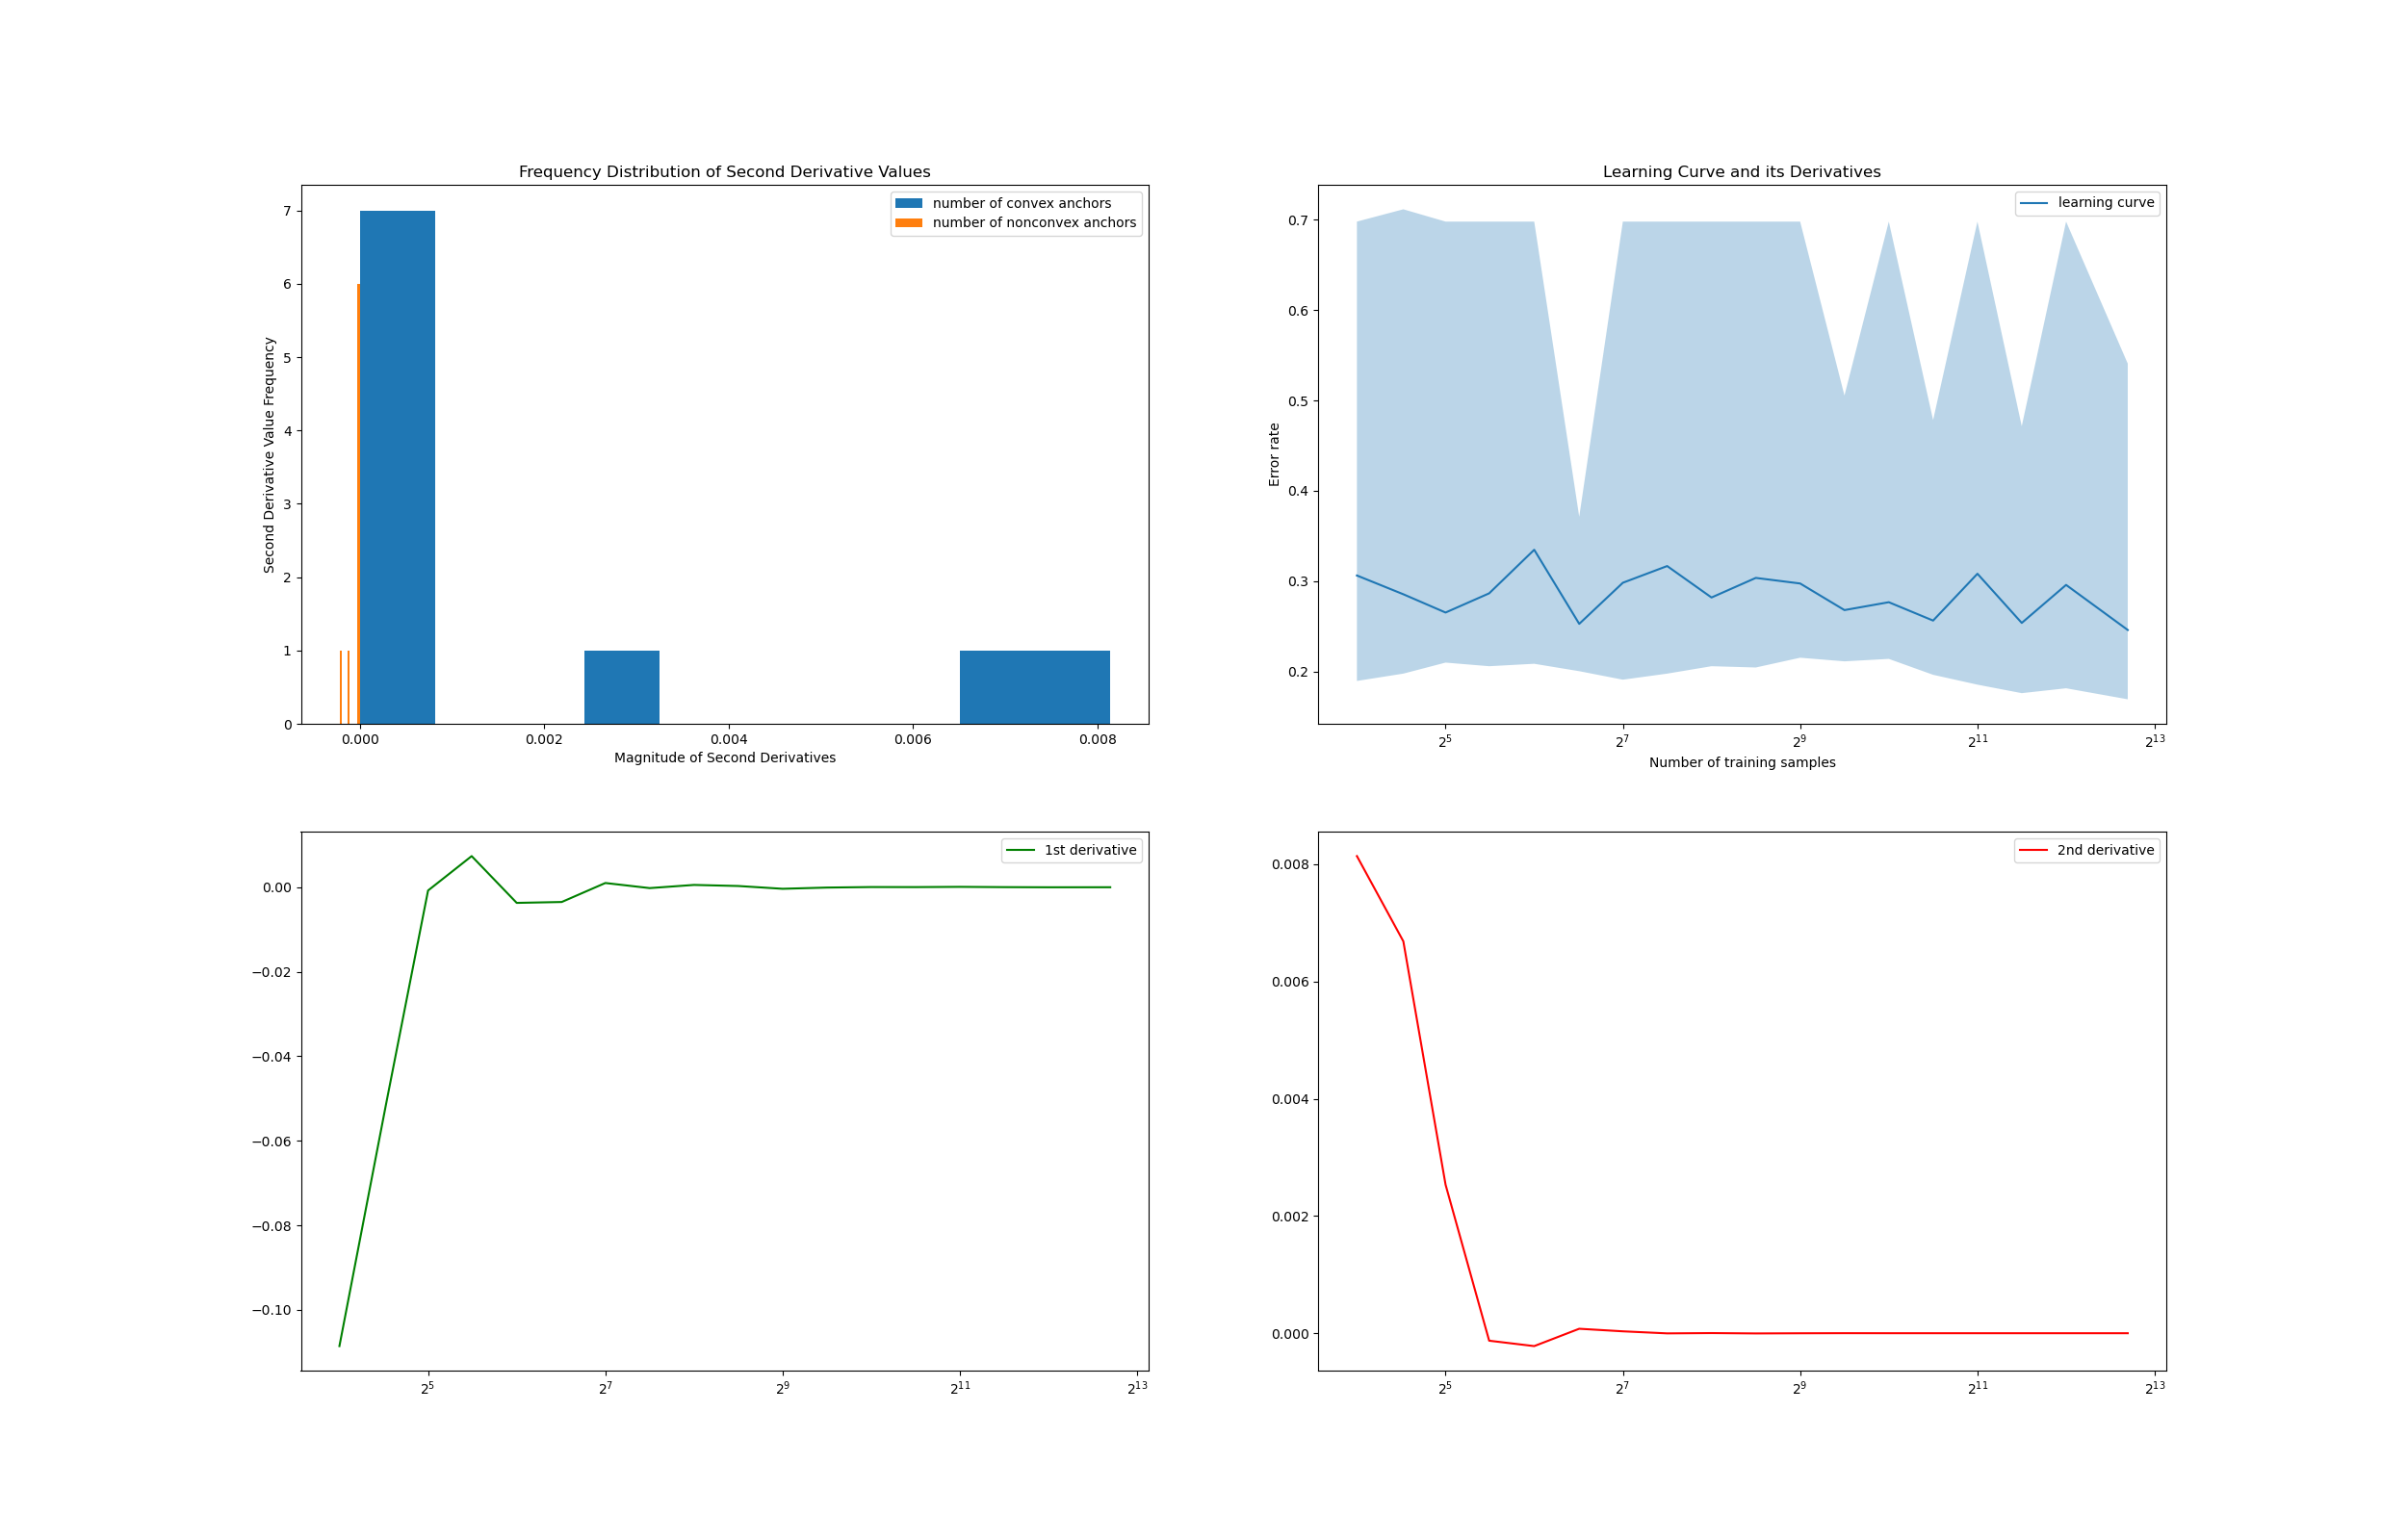 Frequency Distribution of Second Derivative Values
number of convex anchors
number of nonconvex anchors
7
6
5
4
3
2
1
0
Second Derivative Value Frequency
0.000 0.002 0.004 0.006 0.008
Magnitude of Second Derivatives
Learning Curve and its Derivatives
learning curve
0.7
0.6
0.5
0.4
0.3
0.2
Error rate
2^5 2^7 2^9 2^11 2^13
Number of training samples
1st derivative
0.00
−0.02
−0.04
−0.06
−0.08
−0.10
2^5 2^7 2^9 2^11 2^13
2nd derivative
0.008
0.006
0.004
0.002
0.000
2^5 2^7 2^9 2^11 2^13